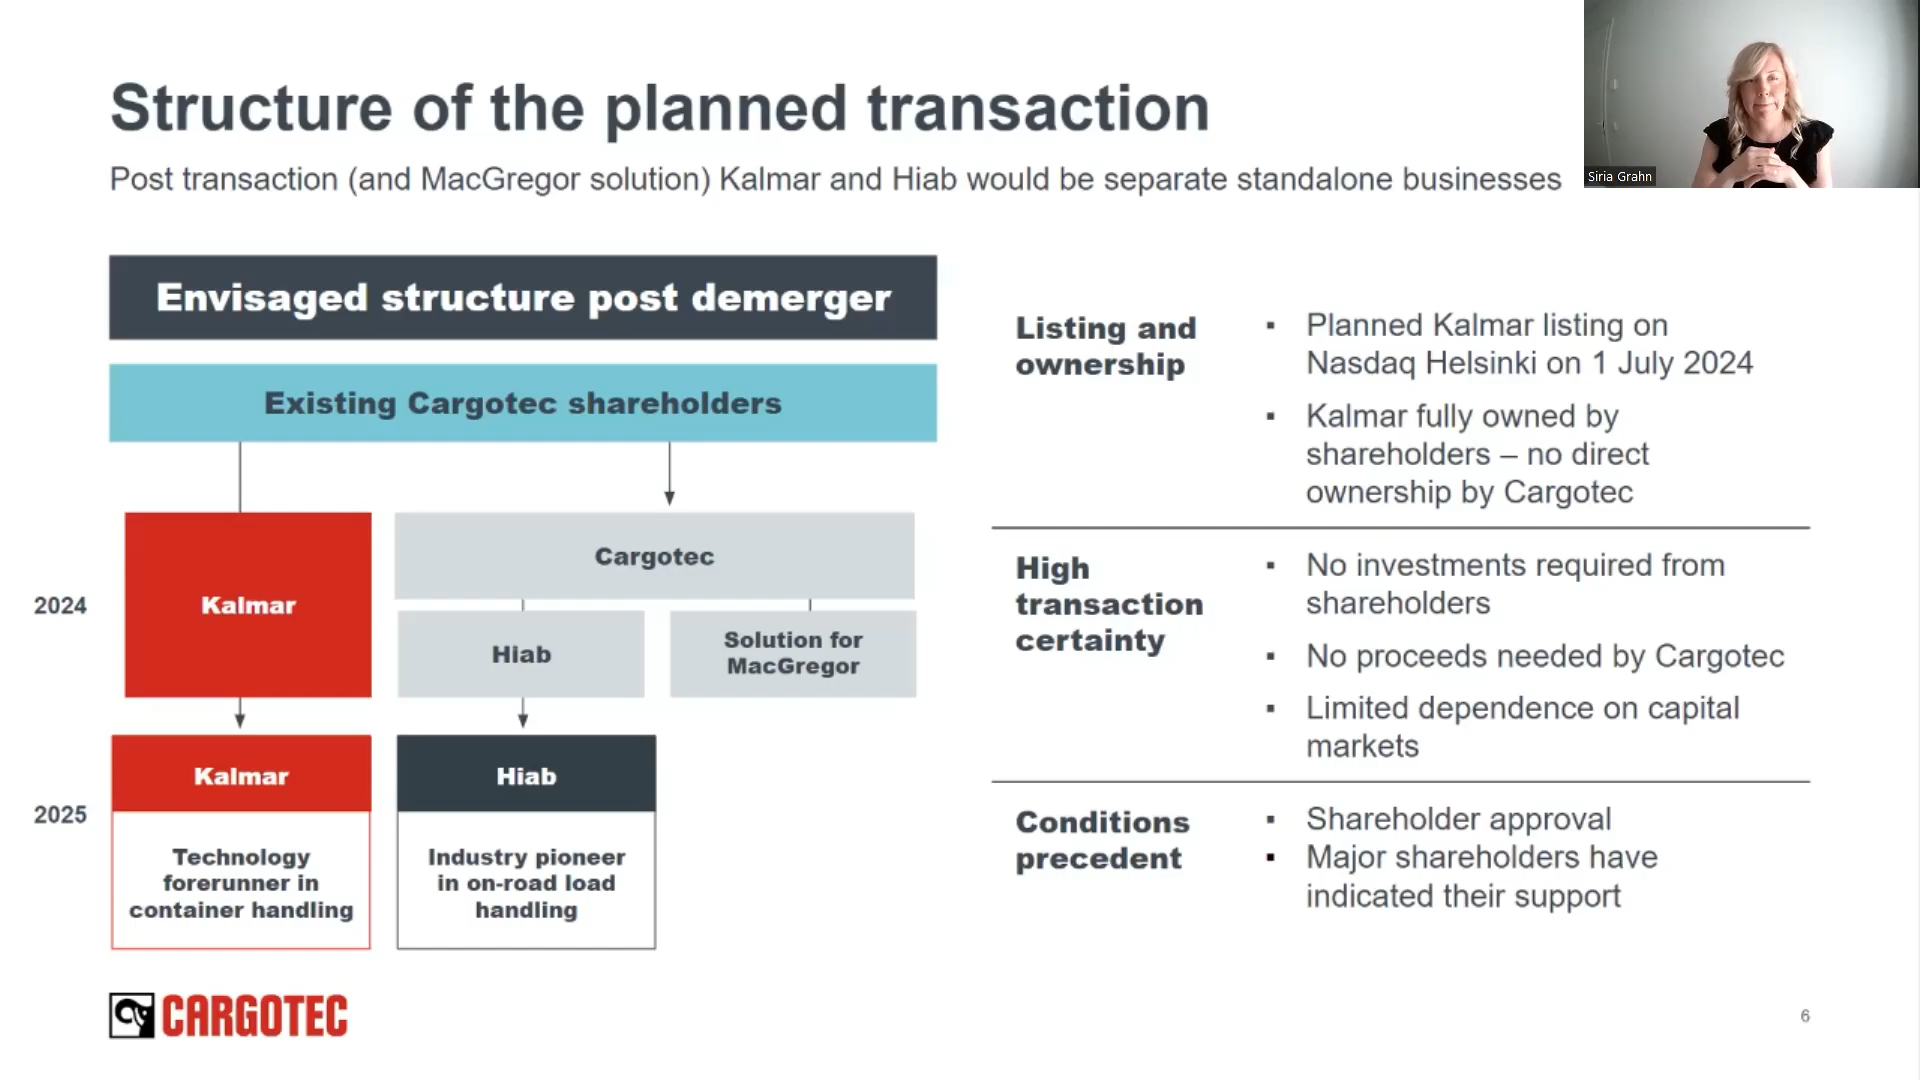 Structure of the planned transaction
Post transaction (and MacGregor solution) Kalmar and Hiab would be separate standalone businesses
Siria Grahn
Envisaged structure post demerger
Existing Cargotec shareholders
2024
Kalmar
Cargotec
Hiab
Solution for
MacGregor
2025
Kalmar
Technology
forerunner in
container handling
Hiab
Industry pioneer
in on-road load
handling
Listing and
ownership
▪ Planned Kalmar listing on
Nasdaq Helsinki on 1 July 2024
▪ Kalmar fully owned by
shareholders – no direct
ownership by Cargotec
High
transaction
certainty
▪ No investments required from
shareholders
▪ No proceeds needed by Cargotec
▪ Limited dependence on capital
markets
Conditions
precedent
▪ Shareholder approval
▪ Major shareholders have
indicated their support
CARGOTEC
6